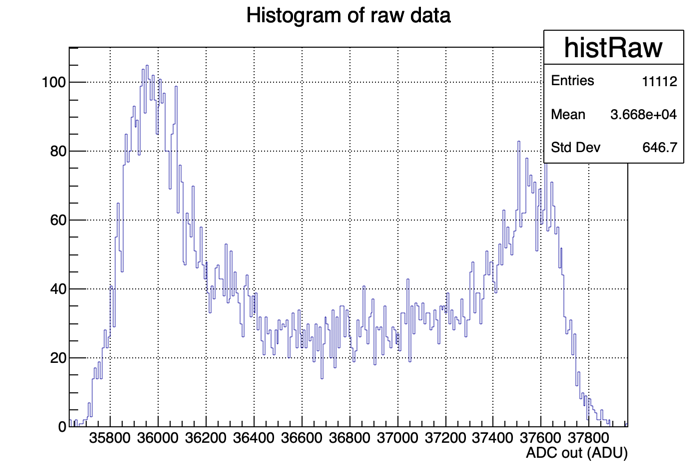 Histogram of raw data
histRaw
Entries 11112
Mean 3.668e+04
Std Dev 646.7
100
80
60
40
20
0
35800 36000 36200 36400 36600 36800 37000 37200 37400 37600 37800
ADC out (ADU)